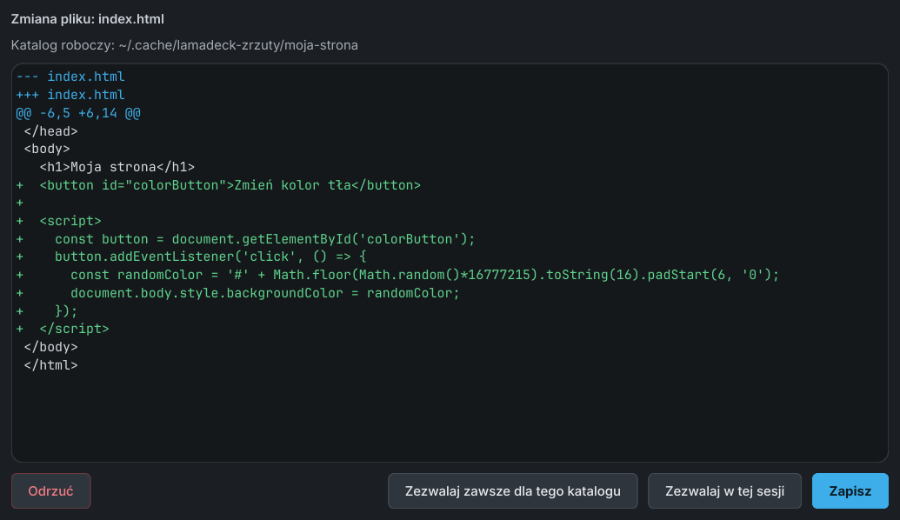 Zmiana pliku: index.html
Katalog roboczy: ~/.cache/lamadeck-zrzuty/moja-strona
--- index.html
+++ index.html
@@ -6,5 +6,14 @@
 </head>
 <body>
   <h1>Moja strona</h1>
+  <button id="colorButton">Zmień kolor tła</button>
+
+  <script>
+    const button = document.getElementById('colorButton');
+    button.addEventListener('click', () => {
+      const randomColor = '#' + Math.floor(Math.random()*16777215).toString(16).padStart(6, '0');
+      document.body.style.backgroundColor = randomColor;
+    });
+  </script>
 </body>
 </html>
Odrzuć
Zezwalaj zawsze dla tego katalogu
Zezwalaj w tej sesji
Zapisz